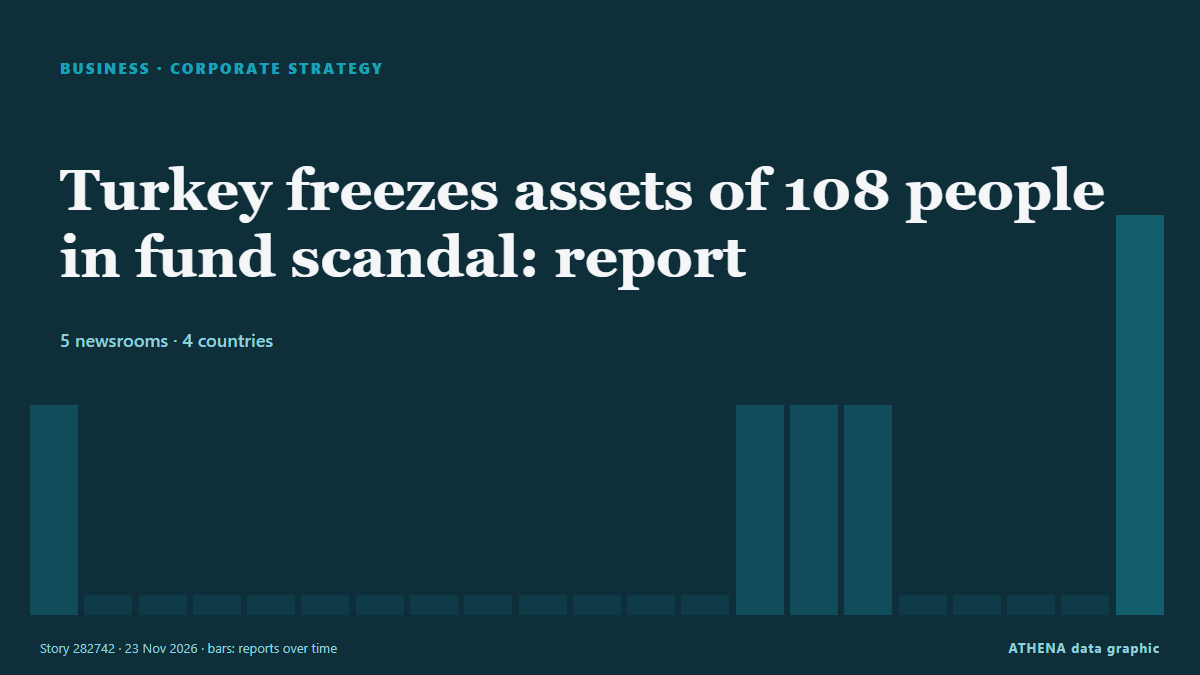 BUSINESS · CORPORATE STRATEGY
Turkey freezes assets of 108 people
in fund scandal: report
5 newsrooms · 4 countries
Story 282742 · 23 Nov 2026 · bars: reports over time
ATHENA data graphic